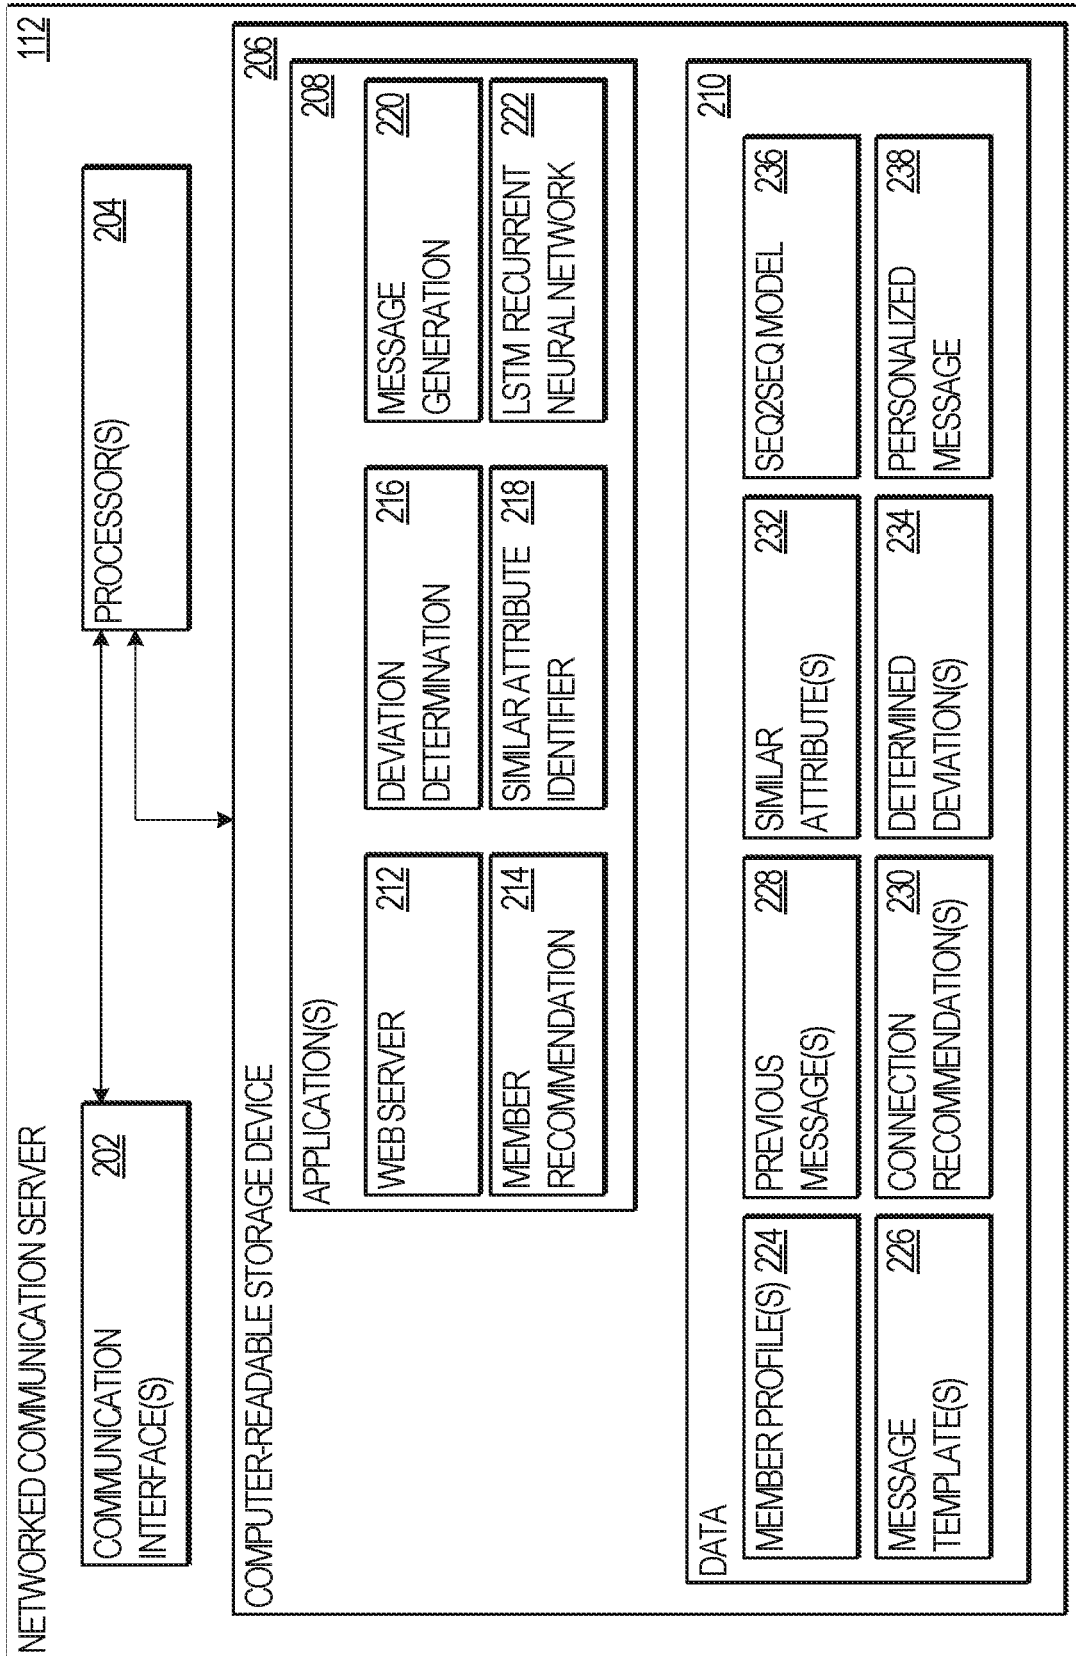 NETWORKED COMMUNICATION SERVER
112
COMMUNICATION
INTERFACE(S)
202
PROCESSOR(S)
204
COMPUTER-READABLE STORAGE DEVICE
206
APPLICATION(S)
208
WEB SERVER
212
DEVIATION
DETERMINATION
216
MESSAGE
GENERATION
220
MEMBER
RECOMMENDATION
214
SIMILAR ATTRIBUTE
IDENTIFIER
218
LSTM RECURRENT
NEURAL NETWORK
222
DATA
210
MEMBER PROFILE(S)
224
PREVIOUS
MESSAGE(S)
228
SIMILAR
ATTRIBUTE(S)
232
SEQ2SEQ MODEL
236
MESSAGE
TEMPLATE(S)
226
CONNECTION
RECOMMENDATION(S)
230
DETERMINED
DEVIATION(S)
234
PERSONALIZED
MESSAGE
238